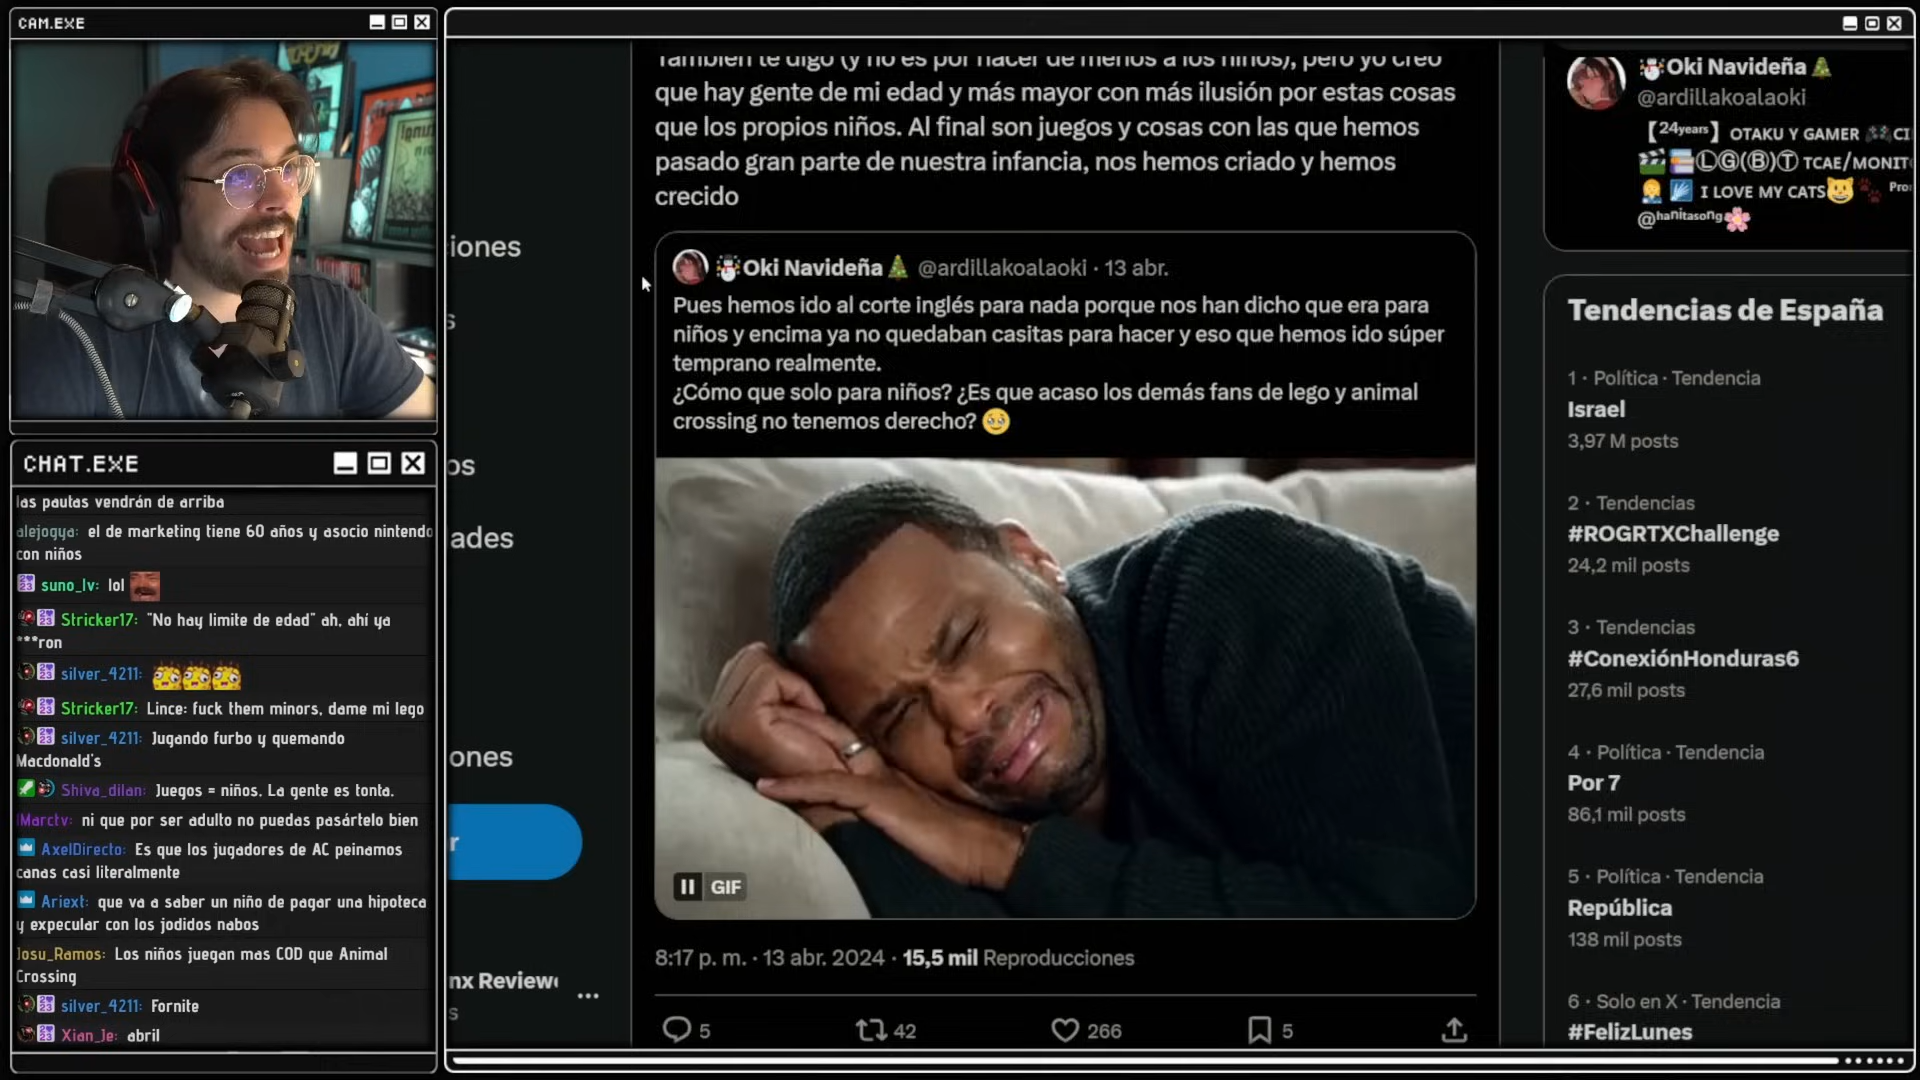 CAM.EXE
También te digo (y no es por hacer de menos a los niños), pero yo creo
que hay gente de mi edad y más mayor con más ilusión por estas cosas
que los propios niños. Al final son juegos y cosas con las que hemos
pasado gran parte de nuestra infancia, nos hemos criado y hemos
crecido
⛄Oki Navideña🎄 @ardillakoalaoki · 13 abr.
Pues hemos ido al corte inglés para nada porque nos han dicho que era para
niños y encima ya no quedaban casitas para hacer y eso que hemos ido súper
temprano realmente.
¿Cómo que solo para niños? ¿Es que acaso los demás fans de lego y animal
crossing no tenemos derecho? 🥹
GIF
8:17 p. m. · 13 abr. 2024 · 15,5 mil Reproducciones
5 42 266 5
iones
s
os
ades
ones
r
nx Review
s
⛄Oki Navideña🎄
@ardillakoalaoki
【24years】 OTAKU Y GAMER 🎮CI
🎬📚ⓁⒼ(Ⓑ)Ⓣ TCAE/MONIT
I LOVE MY CATS😺🐾 Pro
@hanitasong🌸
Tendencias de España
1 · Política · Tendencia
Israel
3,97 M posts
2 · Tendencias
#ROGRTXChallenge
24,2 mil posts
3 · Tendencias
#ConexiónHonduras6
27,6 mil posts
4 · Política · Tendencia
Por 7
86,1 mil posts
5 · Política · Tendencia
República
138 mil posts
6 · Solo en X · Tendencia
#FelizLunes
CHAT.EXE
las pautas vendrán de arriba
alejogya: el de marketing tiene 60 años y asocio nintendo
con niños
suno_lv: lol
Stricker17: "No hay limite de edad" ah, ahí ya
***ron
silver_4211:
Stricker17: Lince: fuck them minors, dame mi lego
silver_4211: Jugando furbo y quemando
Macdonald's
Shiva_dilan: Juegos = niños. La gente es tonta.
IMarctv: ni que por ser adulto no puedas pasártelo bien
AxelDirecto: Es que los jugadores de AC peinamos
canas casi literalmente
Ariext: que va a saber un niño de pagar una hipoteca
y expecular con los jodidos nabos
Josu_Ramos: Los niños juegan mas COD que Animal
Crossing
silver_4211: Fornite
Xian_Je: abril